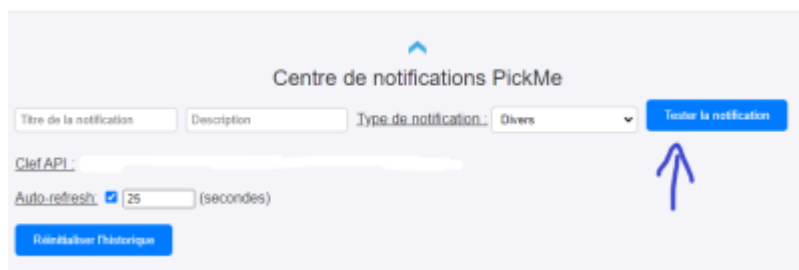 Centre de notifications PickMe
Titre de la notification Description Type de notification : Divers Tester la notification
Clef API :
Auto-refresh: 25 (secondes)
Réinitialiser l'historique